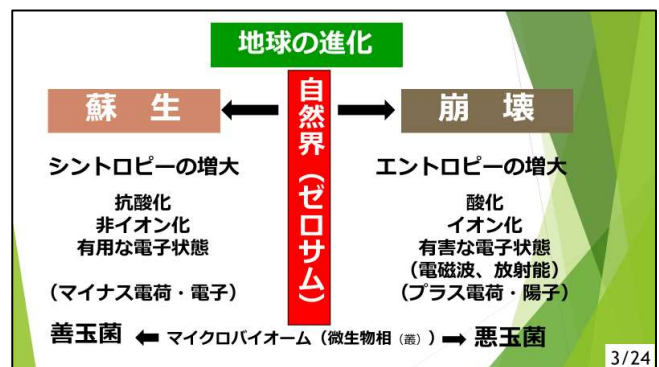 地球の進化
蘇 生
自然界（ゼロサム）
崩 壊
シントロピーの増大
抗酸化
非イオン化
有用な電子状態
（マイナス電荷・電子）
エントロピーの増大
酸化
イオン化
有害な電子状態
（電磁波、放射能）
（プラス電荷・陽子）
善玉菌 ⬅ マイクロバイオーム（微生物相（叢））➡ 悪玉菌
3/24